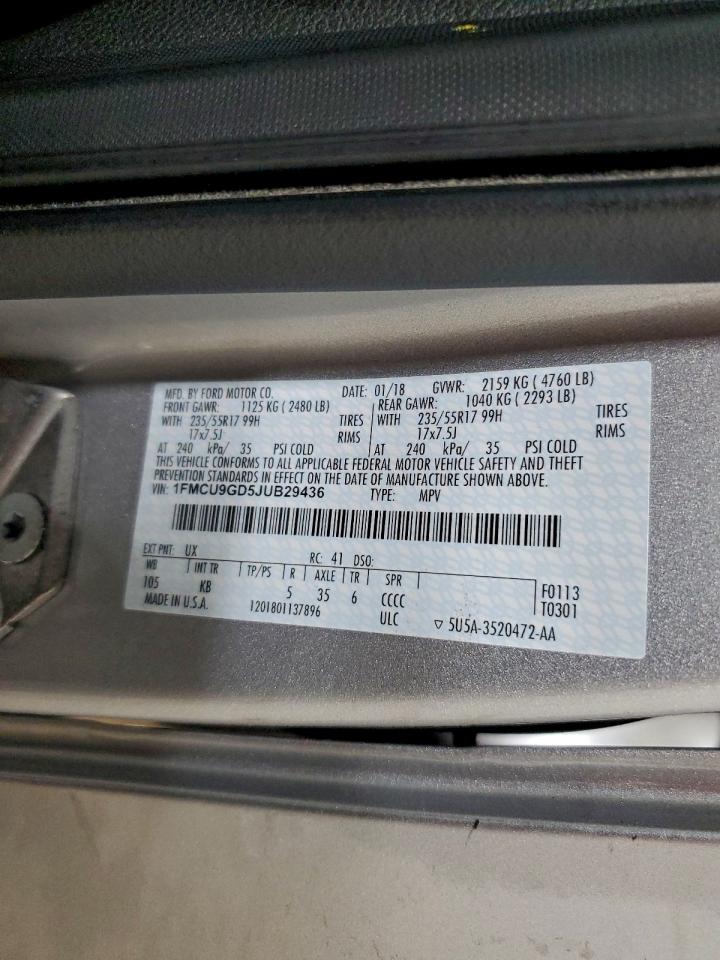 MFD. BY FORD MOTOR CO. DATE: 01/18 GVWR: 2159 KG ( 4760 LB)
FRONT GAWR: 1125 KG ( 2480 LB) REAR GAWR: 1040 KG ( 2293 LB)
WITH 235/55R17 99H TIRES WITH 235/55R17 99H TIRES
17x7.5J RIMS 17x7.5J RIMS
AT 240 kPa/ 35 PSI COLD AT 240 kPa/ 35 PSI COLD
THIS VEHICLE CONFORMS TO ALL APPLICABLE FEDERAL MOTOR VEHICLE SAFETY AND THEFT
PREVENTION STANDARDS IN EFFECT ON THE DATE OF MANUFACTURE SHOWN ABOVE.
VIN: 1FMCU9GD5JUB29436 TYPE: MPV
EXT PNT: UX RC: 41 DSO:
WB INT TR TP/PS R AXLE TR SPR F0113
105 KB 5 35 6 CCCC T0301
MADE IN U.S.A. 1201801137896 ULC ▽ 5U5A-3520472-AA